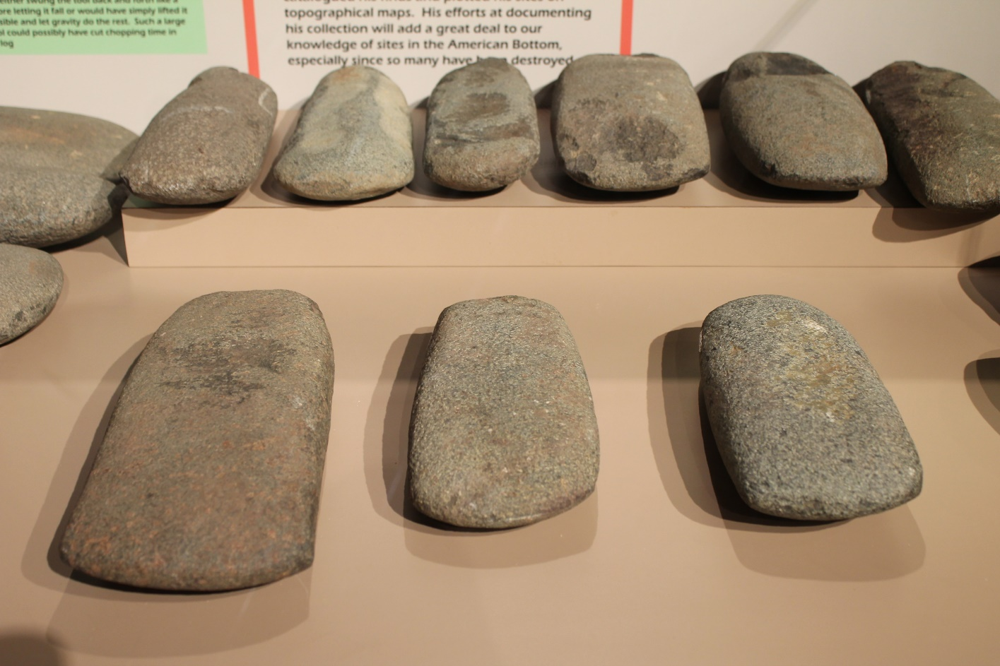 either swung the tool back and forth like a
ore letting it fall or would have simply lifted it
sible and let gravity do the rest. Such a large
ol could possibly have cut chopping time in
log
catalogued his finds and plotted his sites on
topographical maps. His efforts at documenting
his collection will add a great deal to our
knowledge of sites in the American Bottom,
especially since so many have been destroyed